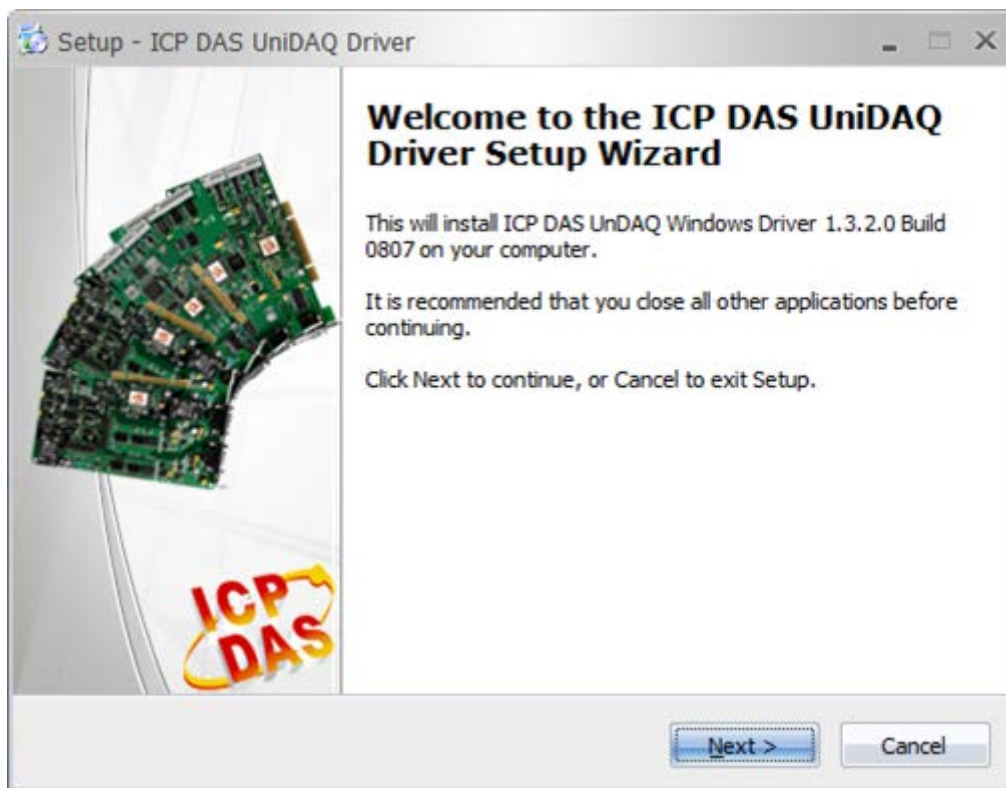 Setup - ICP DAS UniDAQ Driver
Welcome to the ICP DAS UniDAQ
Driver Setup Wizard
This will install ICP DAS UnDAQ Windows Driver 1.3.2.0 Build
0807 on your computer.
It is recommended that you close all other applications before
continuing.
Click Next to continue, or Cancel to exit Setup.
ICP
DAS
Next >
Cancel